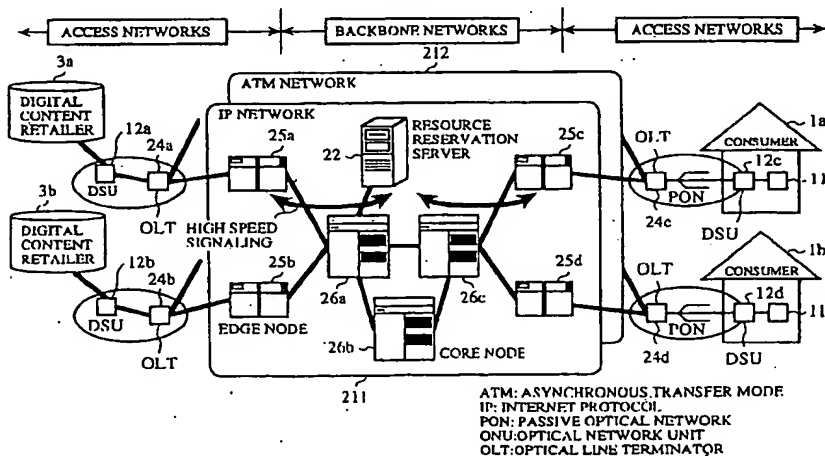 ACCESS NETWORKS
BACKBONE NETWORKS
ACCESS NETWORKS
212
3a
ATM NETWORK
DIGITAL
CONTENT
RETAILER
12a
24a
DSU
OLT
IP NETWORK
25a
22
RESOURCE
RESERVATION
SERVER
25c
OLT
1a
CONSUMER
12c
11
PON
24c
DSU
3b
DIGITAL
CONTENT
RETAILER
12b
24b
DSU
OLT
HIGH SPEED
SIGNALING
25b
EDGE NODE
26a
26c
26b
CORE NODE
25d
OLT
1b
CONSUMER
12d
11
PON
24d
DSU
211
ATM: ASYNCHRONOUS TRANSFER MODE
IP: INTERNET PROTOCOL
PON: PASSIVE OPTICAL NETWORK
ONU:OPTICAL NETWORK UNIT
OLT:OPTICAL LINE TERMINATOR